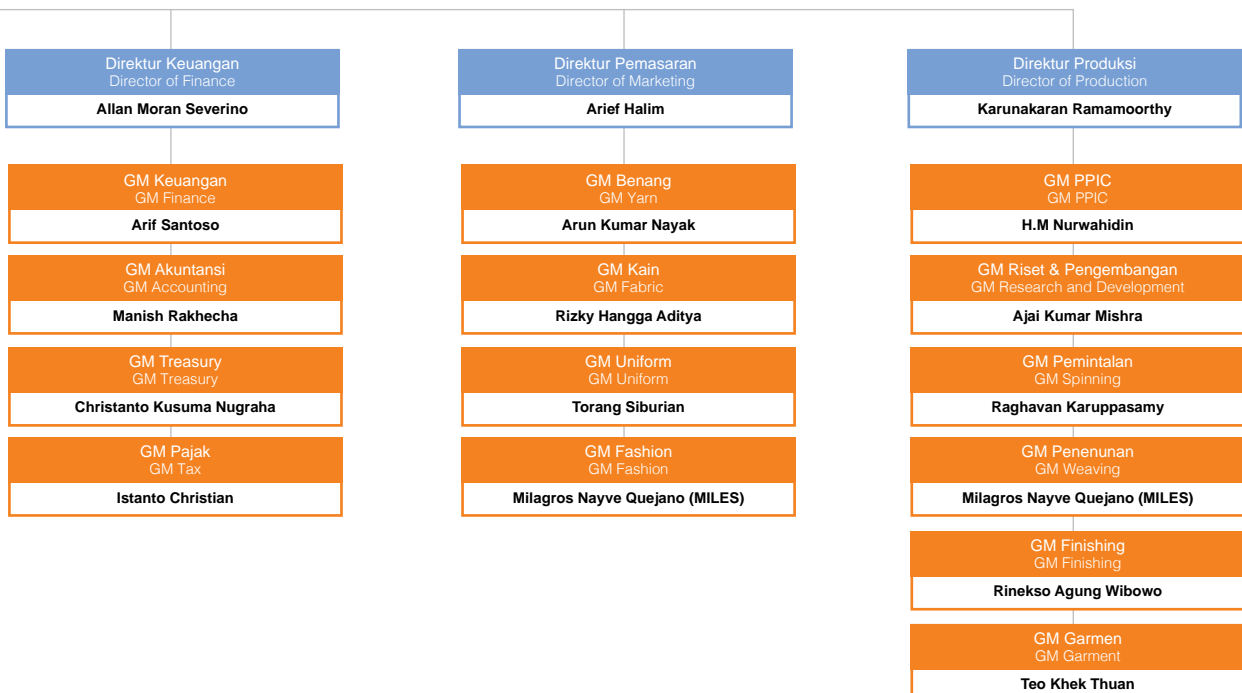 Direktur Keuangan
Director of Finance
Allan Moran Severino
GM Keuangan
GM Finance
Arif Santoso
GM Akuntansi
GM Accounting
Manish Rakhecha
GM Treasury
GM Treasury
Christanto Kusuma Nugraha
GM Pajak
GM Tax
Istanto Christian
Direktur Pemasaran
Director of Marketing
Arief Halim
GM Benang
GM Yarn
Arun Kumar Nayak
GM Kain
GM Fabric
Rizky Hangga Aditya
GM Uniform
GM Uniform
Torang Siburian
GM Fashion
GM Fashion
Milagros Nayve Quejano (MILES)
Direktur Produksi
Director of Production
Karunakaran Ramamoorthy
GM PPIC
GM PPIC
H.M Nurwahidin
GM Riset & Pengembangan
GM Research and Development
Ajai Kumar Mishra
GM Pemintalan
GM Spinning
Raghavan Karuppasamy
GM Penenunan
GM Weaving
Milagros Nayve Quejano (MILES)
GM Finishing
GM Finishing
Rinekso Agung Wibowo
GM Garmen
GM Garment
Teo Khek Thuan